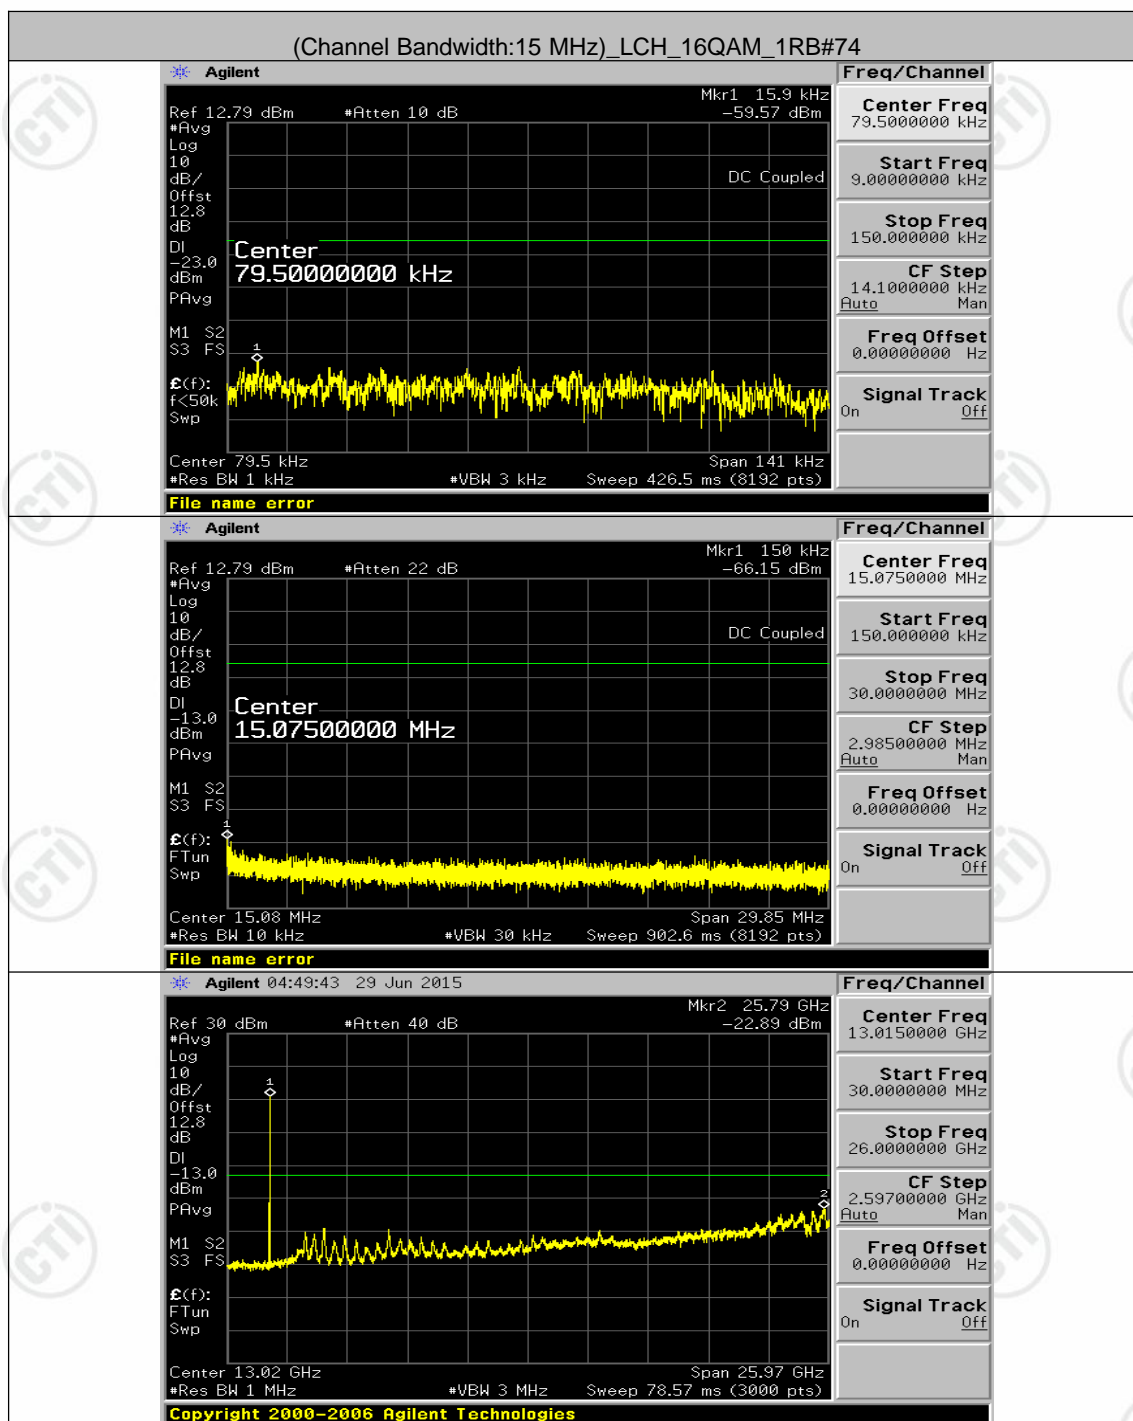 (Channel Bandwidth:15 MHz)_LCH_16QAM_1RB#74
Agilent
Freq/Channel
Mkr1 15.9 kHz
Ref 12.79 dBm #Atten 10 dB -59.57 dBm
#Avg
Log
10
dB/
Offst
12.8
dB
DI
-23.0
dBm
PAvg
M1 S2
S3 FS
£(f):
f<50k
Swp
DC Coupled
Center
79.50000000 kHz
1
Center 79.5 kHz Span 141 kHz
#Res BW 1 kHz #VBW 3 kHz Sweep 426.5 ms (8192 pts)
File name error
Center Freq
79.5000000 kHz
Start Freq
9.00000000 kHz
Stop Freq
150.000000 kHz
CF Step
14.1000000 kHz
Auto Man
Freq Offset
0.00000000 Hz
Signal Track
On Off
Agilent
Freq/Channel
Mkr1 150 kHz
Ref 12.79 dBm #Atten 22 dB -66.15 dBm
#Avg
Log
10
dB/
Offst
12.8
dB
DI
-13.0
dBm
PAvg
M1 S2
S3 FS
£(f):
FTun
Swp
DC Coupled
Center
15.07500000 MHz
1
Center 15.08 MHz Span 29.85 MHz
#Res BW 10 kHz #VBW 30 kHz Sweep 902.6 ms (8192 pts)
File name error
Center Freq
15.0750000 MHz
Start Freq
150.000000 kHz
Stop Freq
30.0000000 MHz
CF Step
2.98500000 MHz
Auto Man
Freq Offset
0.00000000 Hz
Signal Track
On Off
Agilent 04:49:43 29 Jun 2015
Freq/Channel
Mkr2 25.79 GHz
Ref 30 dBm #Atten 40 dB -22.89 dBm
#Avg
Log
10
dB/
Offst
12.8
dB
DI
-13.0
dBm
PAvg
M1 S2
S3 FS
£(f):
FTun
Swp
1
2
Center 13.02 GHz Span 25.97 GHz
#Res BW 1 MHz #VBW 3 MHz Sweep 78.57 ms (3000 pts)
Copyright 2000-2006 Agilent Technologies
Center Freq
13.0150000 GHz
Start Freq
30.0000000 MHz
Stop Freq
26.0000000 GHz
CF Step
2.59700000 GHz
Auto Man
Freq Offset
0.00000000 Hz
Signal Track
On Off
CTI
CTI
CTI
CTI
CTI
CTI